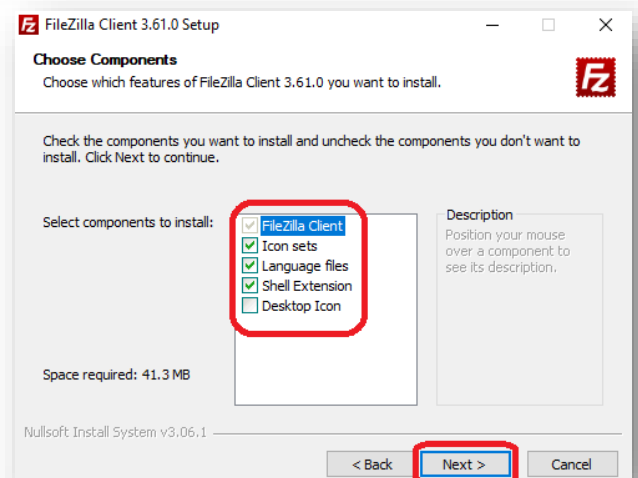 FileZilla Client 3.61.0 Setup
Choose Components
Choose which features of FileZilla Client 3.61.0 you want to install.
Check the components you want to install and uncheck the components you don't want to
install. Click Next to continue.
Select components to install:
FileZilla Client
Icon sets
Language files
Shell Extension
Desktop Icon
Description
Position your mouse
over a component to
see its description.
Space required: 41.3 MB
Nullsoft Install System v3.06.1
< Back
Next >
Cancel